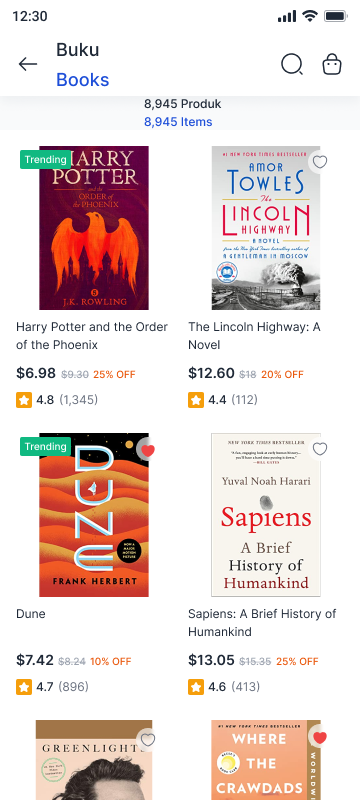 12:30
Buku
Books
8,945 Produk
8,945 Items
Trending
HARRY
POTTER
and the
ORDER of
the PHOENIX
J.K. ROWLING
#1 NEW YORK TIMES BESTSELLER
AMOR
TOWLES
The
LINCOLN
HIGHWAY
A NOVEL
from the New York Times bestselling author of
A GENTLEMAN IN MOSCOW
Harry Potter and the Order
of the Phoenix
$6.98 $9.30 25% OFF
4.8 (1,345)
The Lincoln Highway: A
Novel
$12.60 $18 20% OFF
4.4 (112)
Trending
DUNE
NOW A
MAJOR
MOTION
PICTURE
FRANK HERBERT
NEW YORK TIMES BESTSELLER
—BILL GATES
Yuval Noah Harari
Sapiens
A Brief
History of
Humankind
Dune
$7.42 $8.24 10% OFF
4.7 (896)
Sapiens: A Brief History of
Humankind
$13.05 $15.35 25% OFF
4.6 (413)
GREENLIGHTS
#1 NEW YORK TIMES BESTSELLER
WHERE
THE
CRAWDADS
WORLDWI